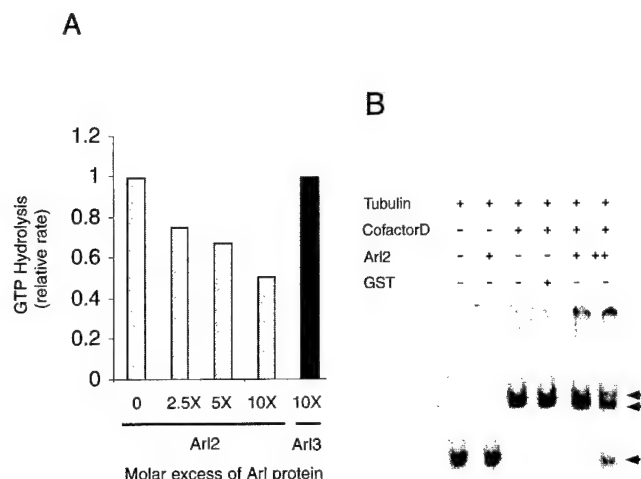 A
GTP Hydrolysis
(relative rate)
1.2
1
0.8
0.6
0.4
0.2
0
0 2.5X 5X 10X 10X
Arl2 Arl3
Molar excess of Arl protein
B
Tubulin + + + + + +
CofactorD - - + + + +
Arl2 - + - - + ++
GST - - - + - -